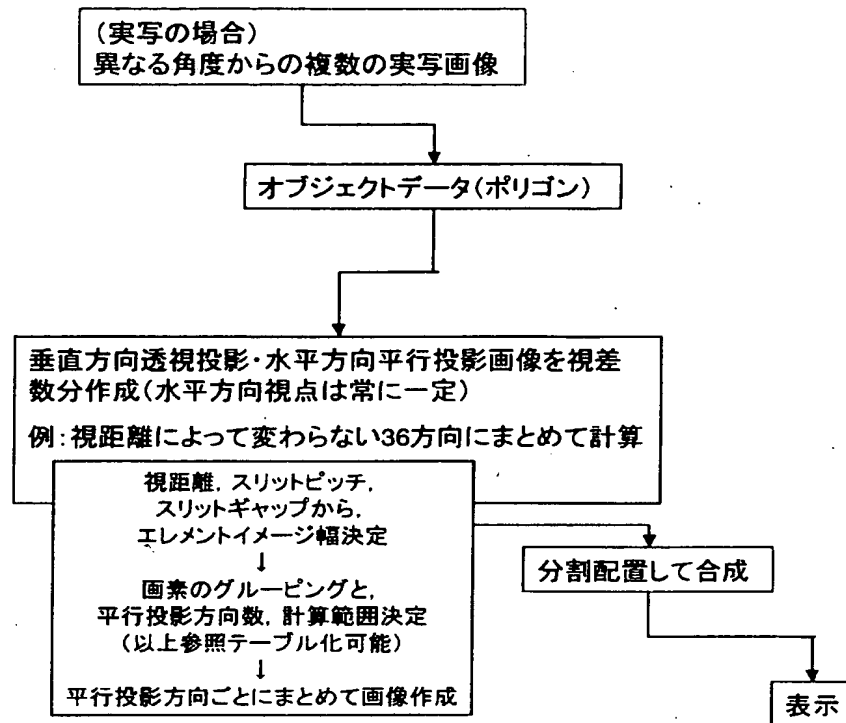 (実写の場合)
異なる角度からの複数の実写画像
オブジェクトデータ(ポリゴン)
垂直方向透視投影・水平方向平行投影画像を視差
数分作成(水平方向視点は常に一定)
例:視距離によって変わらない36方向にまとめて計算
視距離,スリットピッチ,
スリットギャップから,
エレメントイメージ幅決定
↓
画素のグルーピングと,
平行投影方向数,計算範囲決定
(以上参照テーブル化可能)
↓
平行投影方向ごとにまとめて画像作成
分割配置して合成
表示